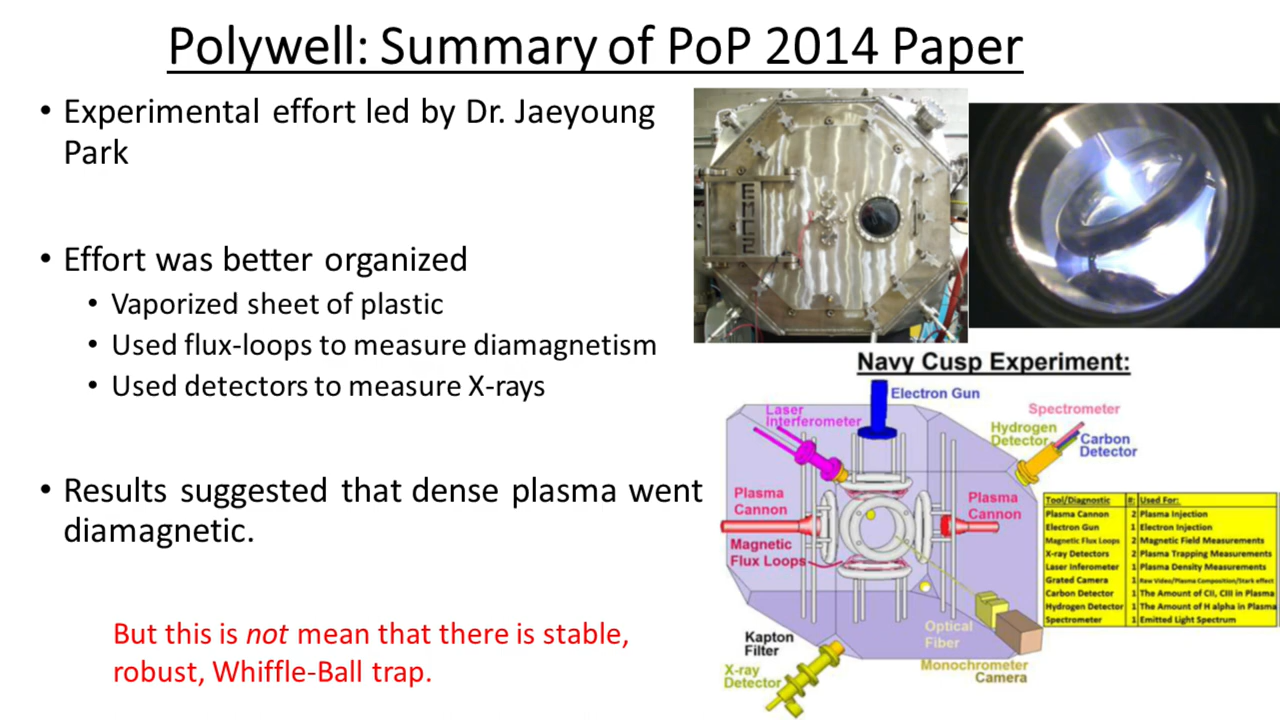 Polywell: Summary of PoP 2014 Paper
• Experimental effort led by Dr. Jaeyoung
Park
• Effort was better organized
• Vaporized sheet of plastic
• Used flux-loops to measure diamagnetism
• Used detectors to measure X-rays
• Results suggested that dense plasma went
diamagnetic.
But this is not mean that there is stable,
robust, Whiffle-Ball trap.
EMC2
Navy Cusp Experiment:
Electron Gun
Laser
Interferometer
Spectrometer
Hydrogen
Detector
Carbon
Detector
Plasma
Cannon
Plasma
Cannon
Magnetic
Flux Loops
Optical
Fiber
Kapton
Filter
X-ray
Detector
Monochrometer
Camera
Tool/Diagnostic #: Used For:
Plasma Cannon 2 Plasma Injection
Electron Gun 1 Electron Injection
Magnetic Flux Loops 2 Magnetic Field Measurements
X-ray Detectors 2 Plasma Trapping Measurements
Laser Inferometer 1 Plasma Density Measurements
Grated Camera 1 Raw Video/Plasma Composition/Stark effect
Carbon Detector 1 The Amount of CII, CIII in Plasma
Hydrogen Detector 1 The Amount of H alpha in Plasma
Spectrometer 1 Emitted Light Spectrum